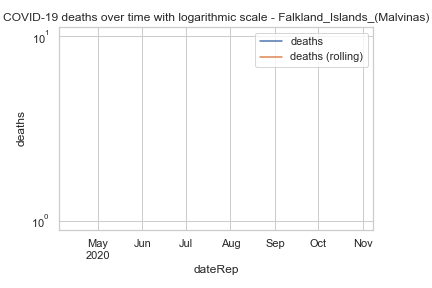 COVID-19 deaths over time with logarithmic scale - Falkland_Islands_(Malvinas)
10¹
deaths
deaths (rolling)
deaths
10⁰
May Jun Jul Aug Sep Oct Nov
2020
dateRep